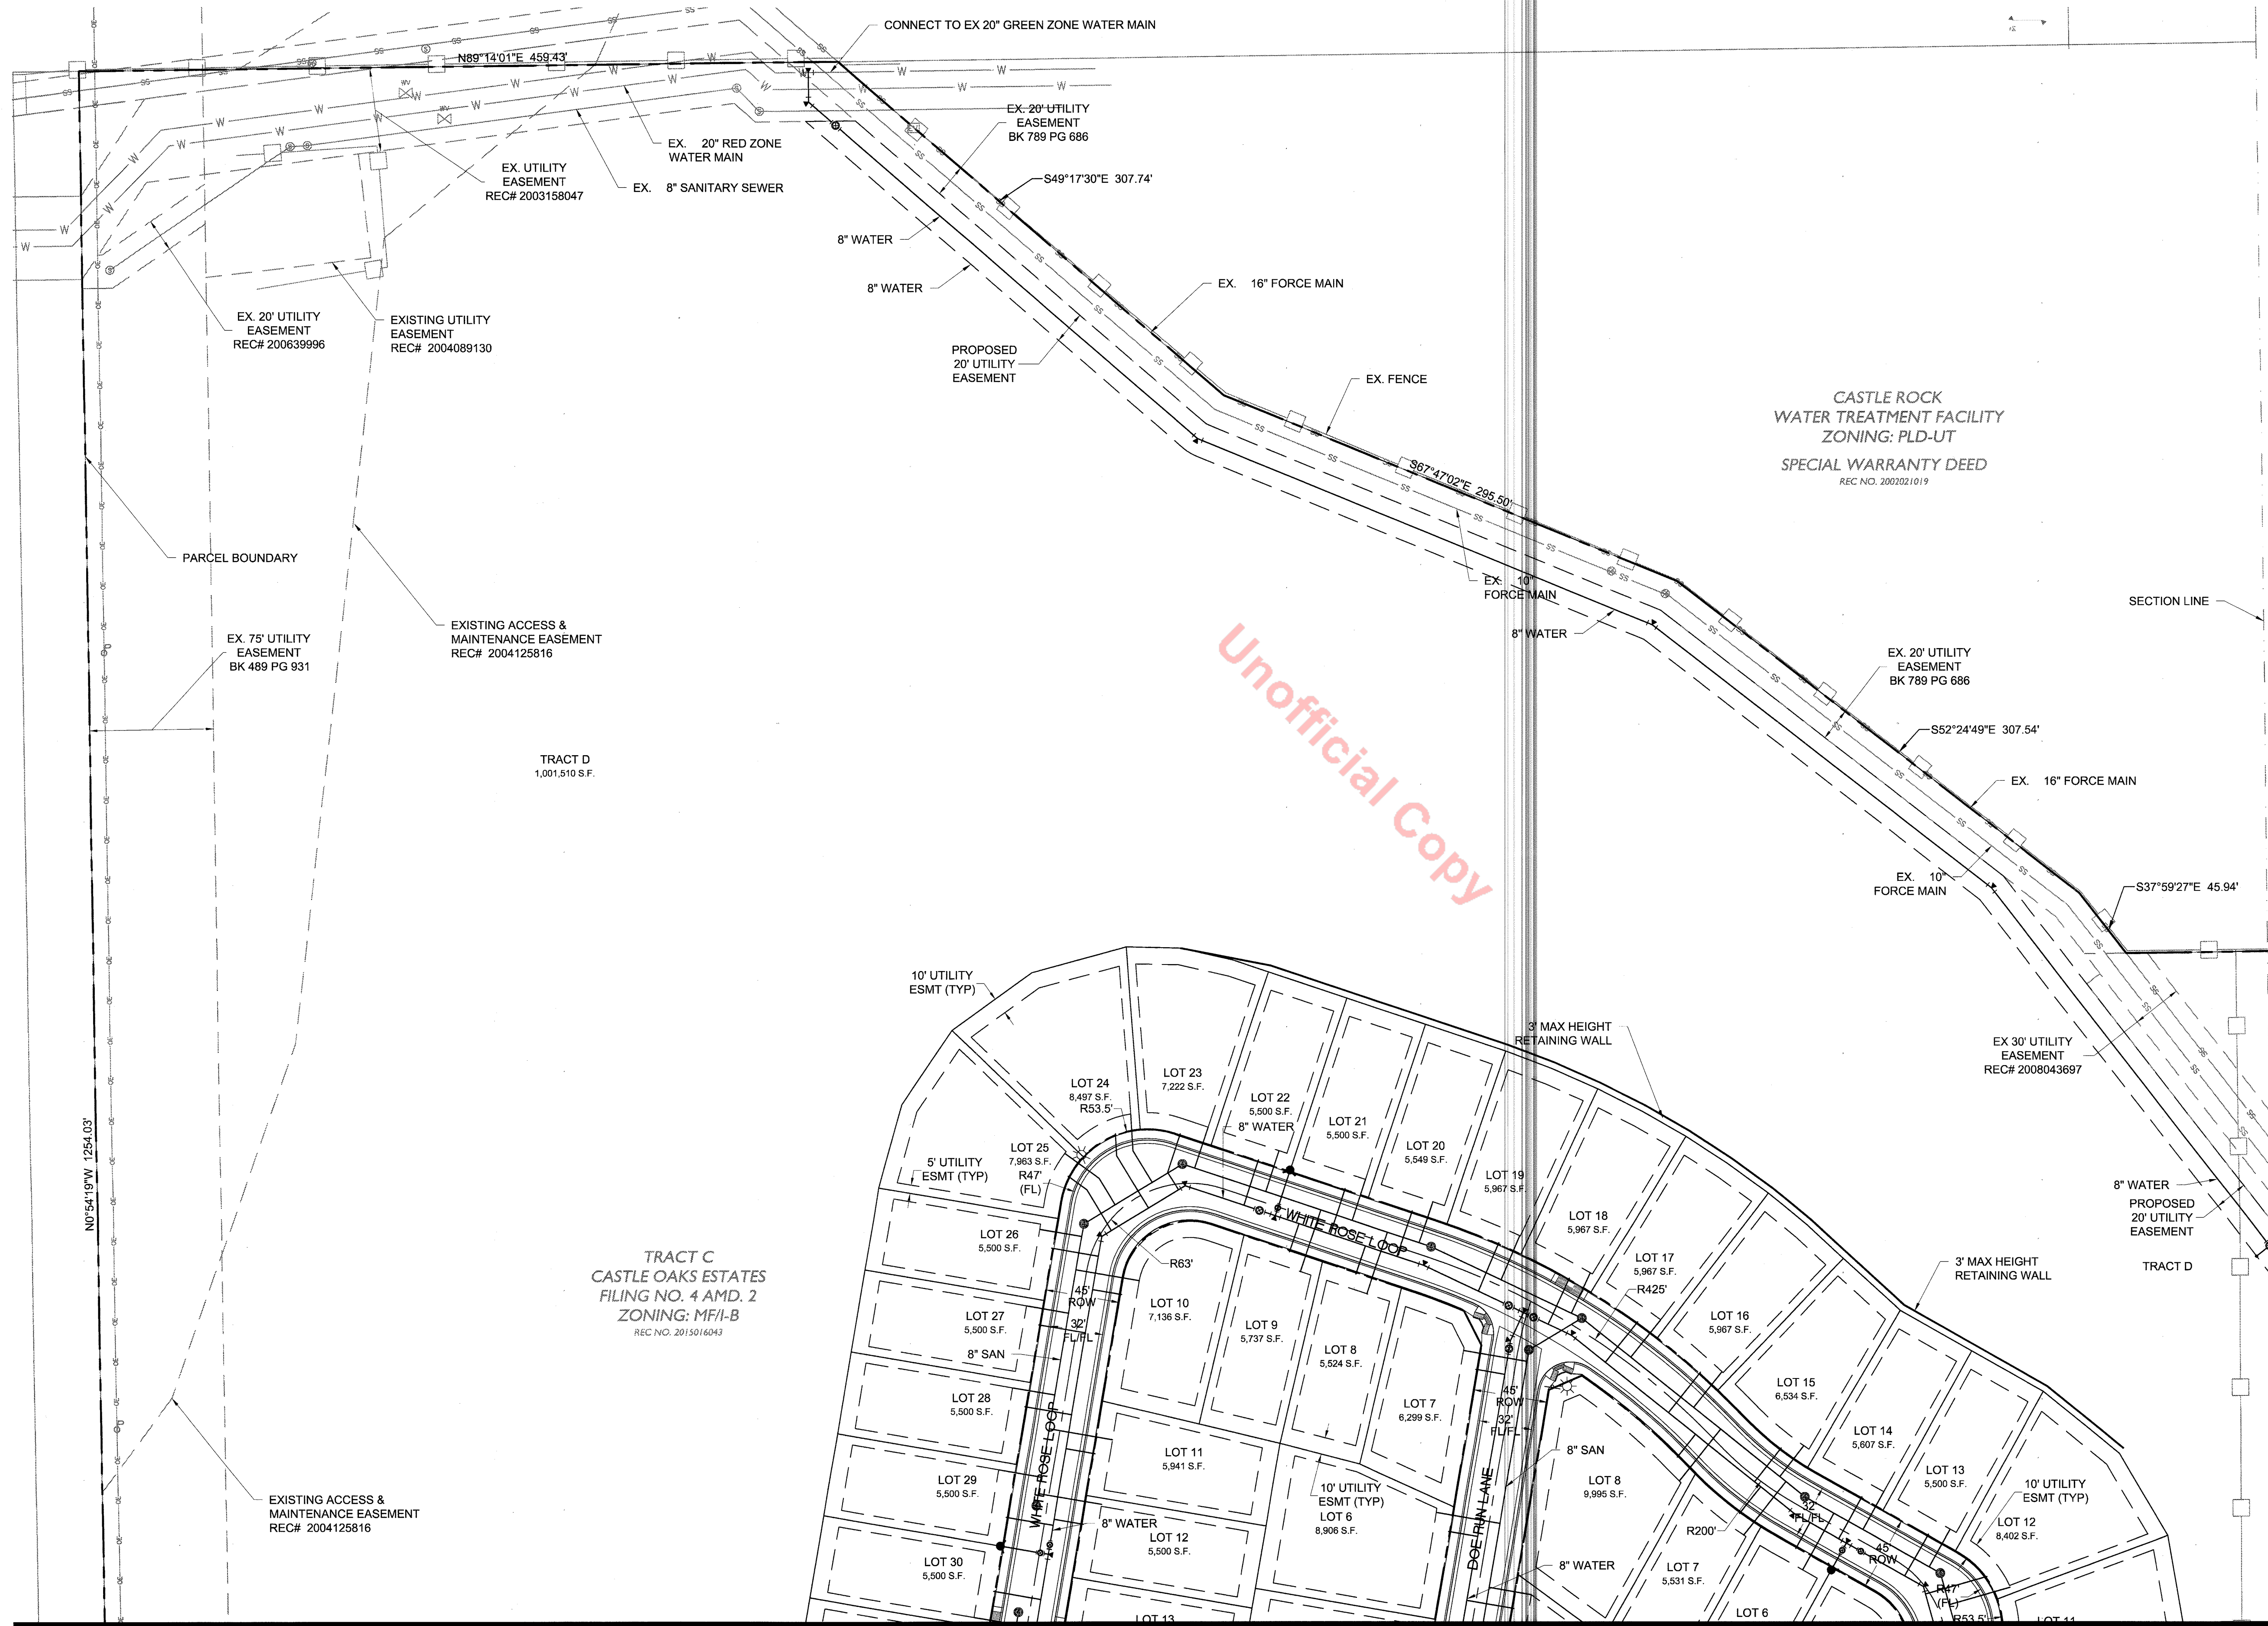 CONNECT TO EX 20" GREEN ZONE WATER MAIN
N89°14'01"E 459.43'
EX. 20' UTILITY
EASEMENT
BK 789 PG 686
EX. 20" RED ZONE
WATER MAIN
EX. UTILITY
EASEMENT
REC# 2003158047
EX. 8" SANITARY SEWER
S49°17'30"E 307.74'
8" WATER
8" WATER
EX. 16" FORCE MAIN
EX. 20' UTILITY
EASEMENT
REC# 200639996
EXISTING UTILITY
EASEMENT
REC# 2004089130
PROPOSED
20' UTILITY
EASEMENT
EX. FENCE
CASTLE ROCK
WATER TREATMENT FACILITY
ZONING: PLD-UT
SPECIAL WARRANTY DEED
REC NO. 2002021019
S67°47'02"E 295.50'
PARCEL BOUNDARY
EX. 10"
FORCE MAIN
SECTION LINE
8" WATER
EXISTING ACCESS &
MAINTENANCE EASEMENT
REC# 2004125816
EX. 75' UTILITY
EASEMENT
BK 489 PG 931
EX. 20' UTILITY
EASEMENT
BK 789 PG 686
Unofficial Copy
S52°24'49"E 307.54'
TRACT D
1,001,510 S.F.
EX. 16" FORCE MAIN
EX. 10"
FORCE MAIN
S37°59'27"E 45.94'
10' UTILITY
ESMT (TYP)
3' MAX HEIGHT
RETAINING WALL
EX 30' UTILITY
EASEMENT
REC# 2008043697
LOT 23
7,222 S.F.
LOT 24
8,497 S.F.
R53.5'
LOT 22
5,500 S.F.
8" WATER
LOT 21
5,500 S.F.
LOT 20
5,549 S.F.
LOT 25
7,963 S.F.
R47'
(FL)
5' UTILITY
ESMT (TYP)
LOT 19
5,967 S.F.
N0°54'19"W 1254.03'
8" WATER
PROPOSED
20' UTILITY
EASEMENT
LOT 18
5,967 S.F.
WHITE ROSE LOOP
LOT 26
5,500 S.F.
LOT 17
5,967 S.F.
TRACT C
CASTLE OAKS ESTATES
FILING NO. 4 AMD. 2
ZONING: MF/I-B
REC NO. 2015016043
R63'
3' MAX HEIGHT
RETAINING WALL
TRACT D
R425'
45'
ROW
LOT 10
7,136 S.F.
LOT 27
5,500 S.F.
32'
FL/FL
LOT 16
5,967 S.F.
LOT 9
5,737 S.F.
8" SAN
LOT 8
5,524 S.F.
LOT 15
6,534 S.F.
45'
ROW
LOT 28
5,500 S.F.
LOT 7
6,299 S.F.
32'
FL/FL
WHITE ROSE LOOP
LOT 14
5,607 S.F.
LOT 11
5,941 S.F.
8" SAN
LOT 13
5,500 S.F.
LOT 29
5,500 S.F.
LOT 8
9,995 S.F.
10' UTILITY
ESMT (TYP)
10' UTILITY
ESMT (TYP)
EXISTING ACCESS &
MAINTENANCE EASEMENT
REC# 2004125816
LOT 6
8,906 S.F.
DOE RUN LANE
32'
FL/FL
8" WATER
LOT 12
8,402 S.F.
R200'
LOT 12
5,500 S.F.
45'
ROW
LOT 30
5,500 S.F.
8" WATER
LOT 7
5,531 S.F.
R47'
(FL)
LOT 6
R53.5'
LOT 13
LOT 11